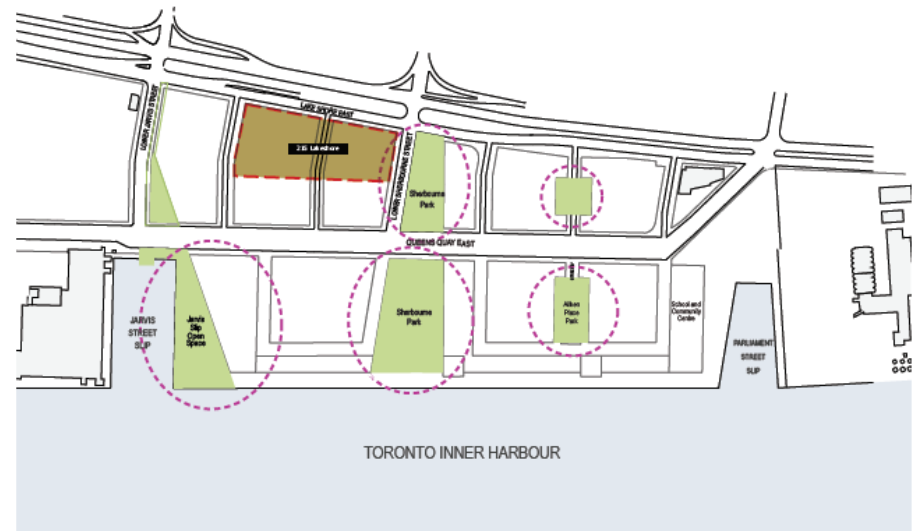 LAKE SHORE EAST
LOWER JARVIS STREET
215 Lakeshore
LOWER SHERBOURNE STREET
Sherbourne
Park
QUEENS QUAY EAST
JARVIS
STREET
SLIP
Jarvis
Slip
Open
Space
Sherbourne
Park
Aitken
Place
Park
School and
Community
Centre
PARLIAMENT
STREET
SLIP
TORONTO INNER HARBOUR